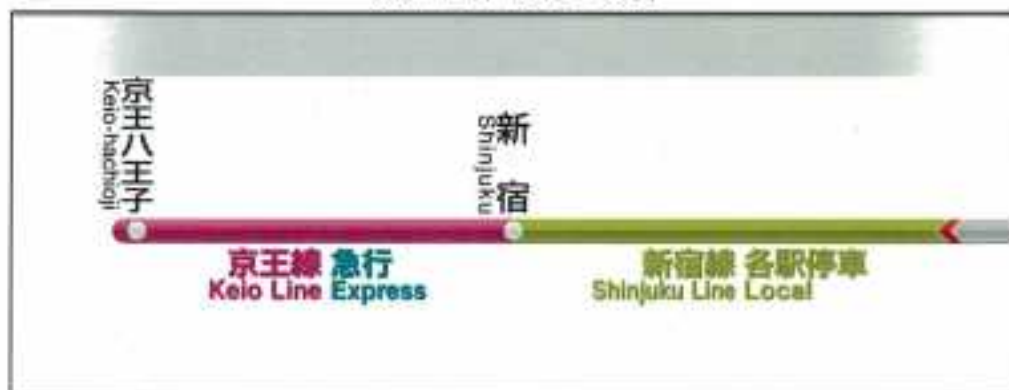 京王八王子
Keio-hachioji
新宿
Shinjuku
京王線 急行
Keio Line Express
新宿線 各駅停車
Shinjuku Line Local